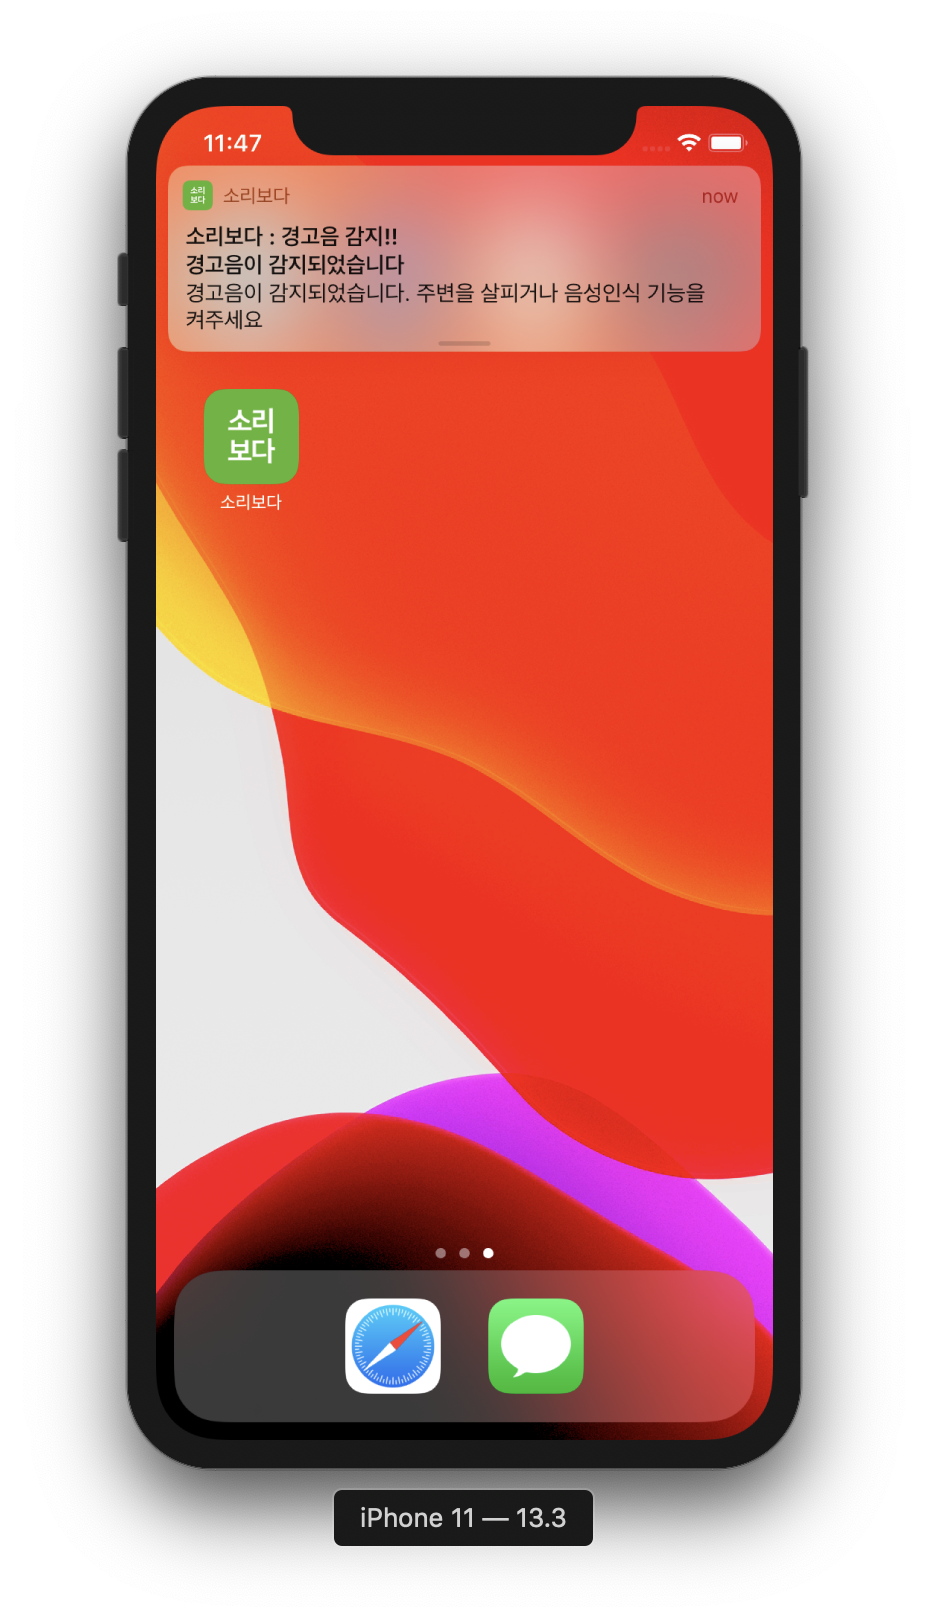 11:47
소리
보다
소리보다
now
소리보다 : 경고음 감지!!
경고음이 감지되었습니다
경고음이 감지되었습니다. 주변을 살피거나 음성인식 기능을
켜주세요
소리
보다
소리보다
iPhone 11 — 13.3